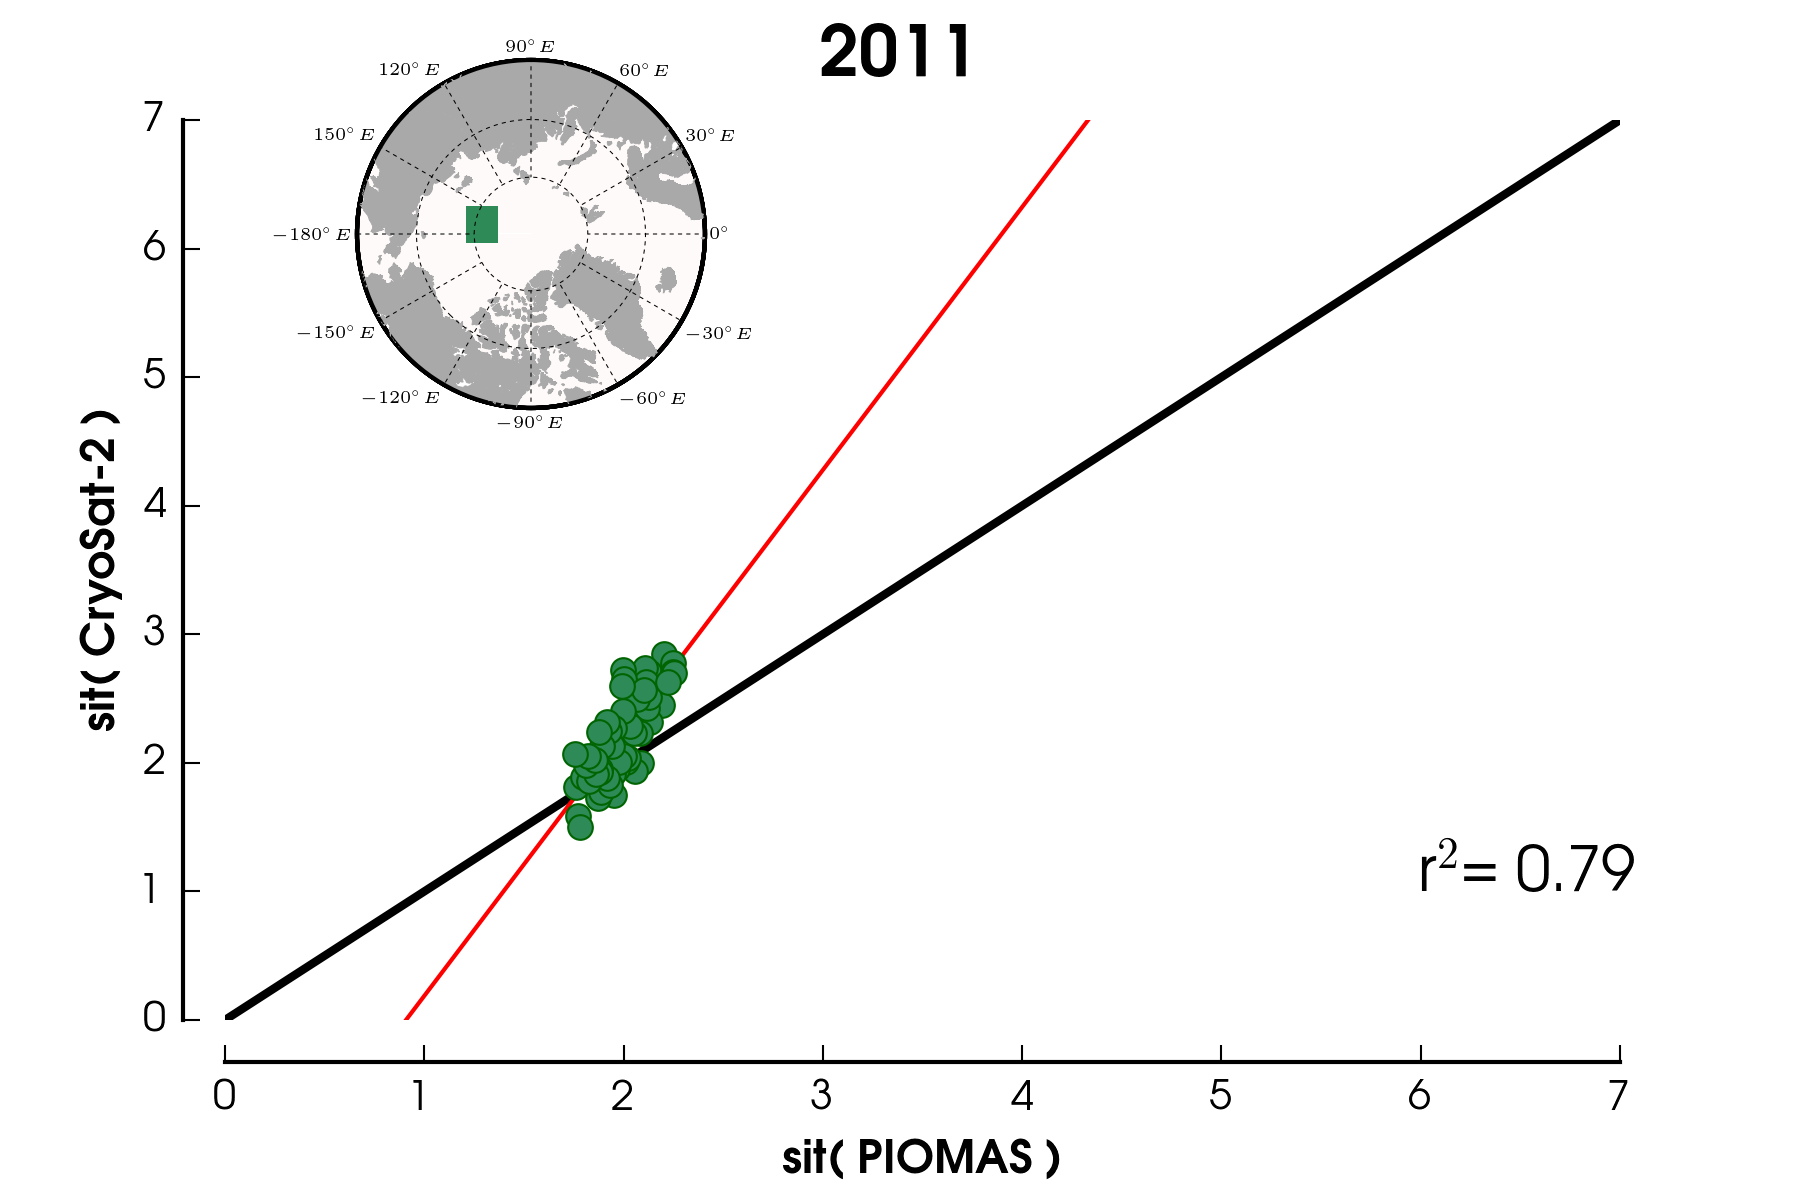 2011
90° E
120° E
60° E
150° E
30° E
−180° E
0°
−150° E
−30° E
−120° E
−60° E
−90° E
7
6
5
4
3
2
1
0
sit( CryoSat-2 )
r²= 0.79
0 1 2 3 4 5 6 7
sit( PIOMAS )